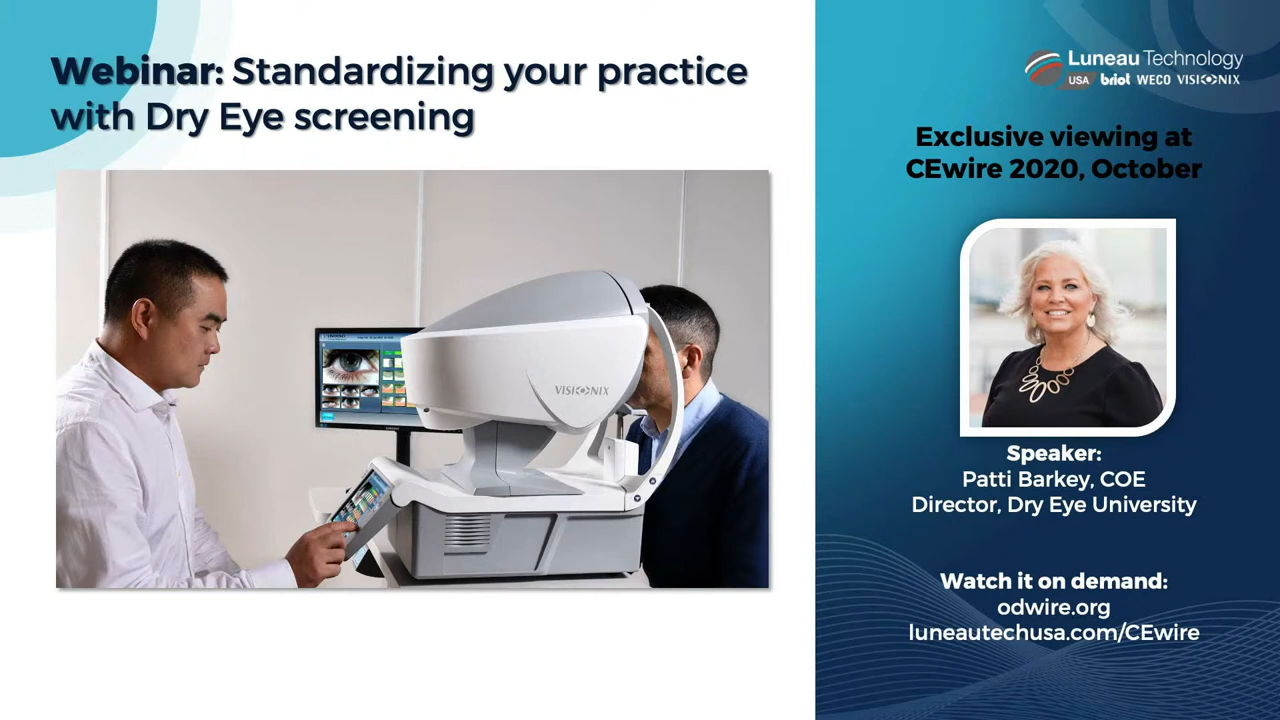 Webinar: Standardizing your practice
with Dry Eye screening
VISIONIX
Luneau Technology
USA briot WECO VISIONIX
Exclusive viewing at
CEwire 2020, October
Speaker:
Patti Barkey, COE
Director, Dry Eye University
Watch it on demand:
odwire.org
luneautechusa.com/CEwire